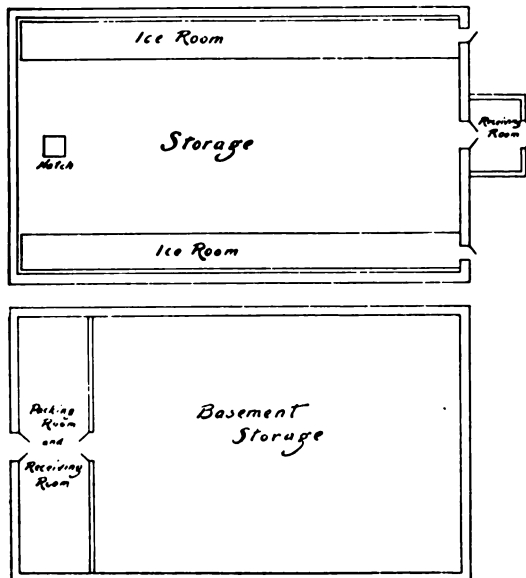 Ice Room
Receiving
Room
Storage
Hatch
Ice Room
Packing
Room
and
Receiving
Room
Basement
Storage